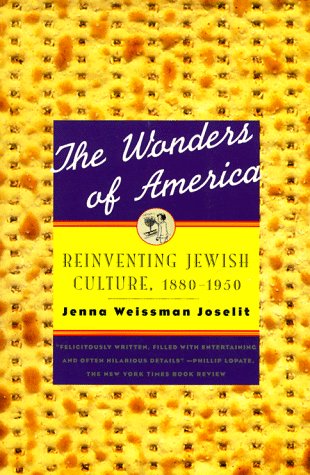 The Wonders
of America
REINVENTING JEWISH
CULTURE, 1880–1950
Jenna Weissman Joselit
"FELICITOUSLY WRITTEN, FILLED WITH ENTERTAINING
AND OFTEN HILARIOUS DETAILS" —PHILLIP LOPATE,
THE NEW YORK TIMES BOOK REVIEW